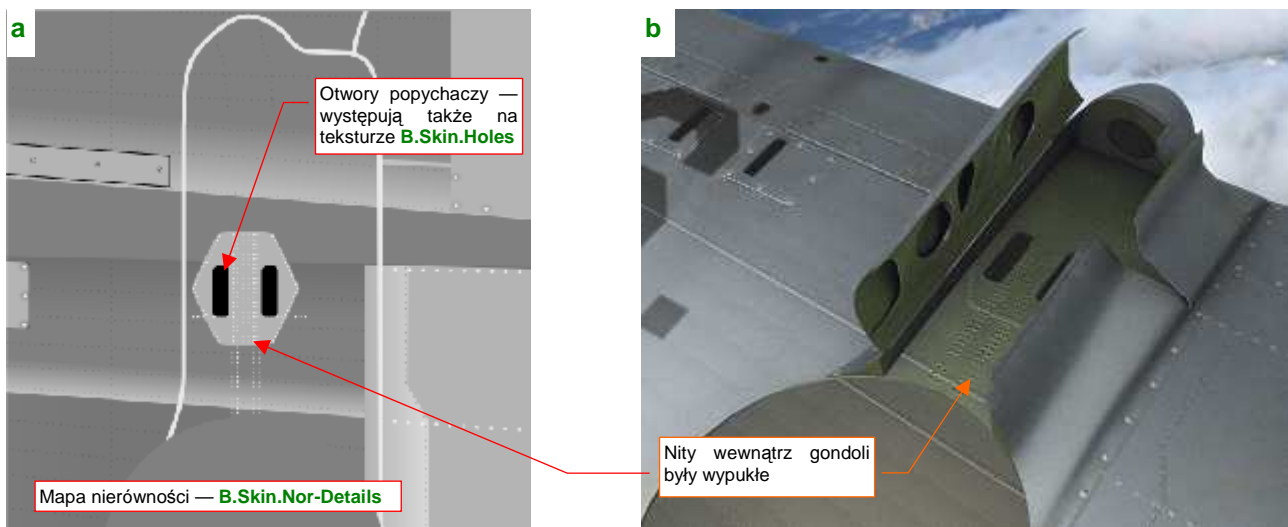 a
Otwory popychaczy —
występują także na
teksturze B.Skin.Holes
Mapa nierówności — B.Skin.Nor-Details
b
Nity wewnątrz gondoli
były wypukłe